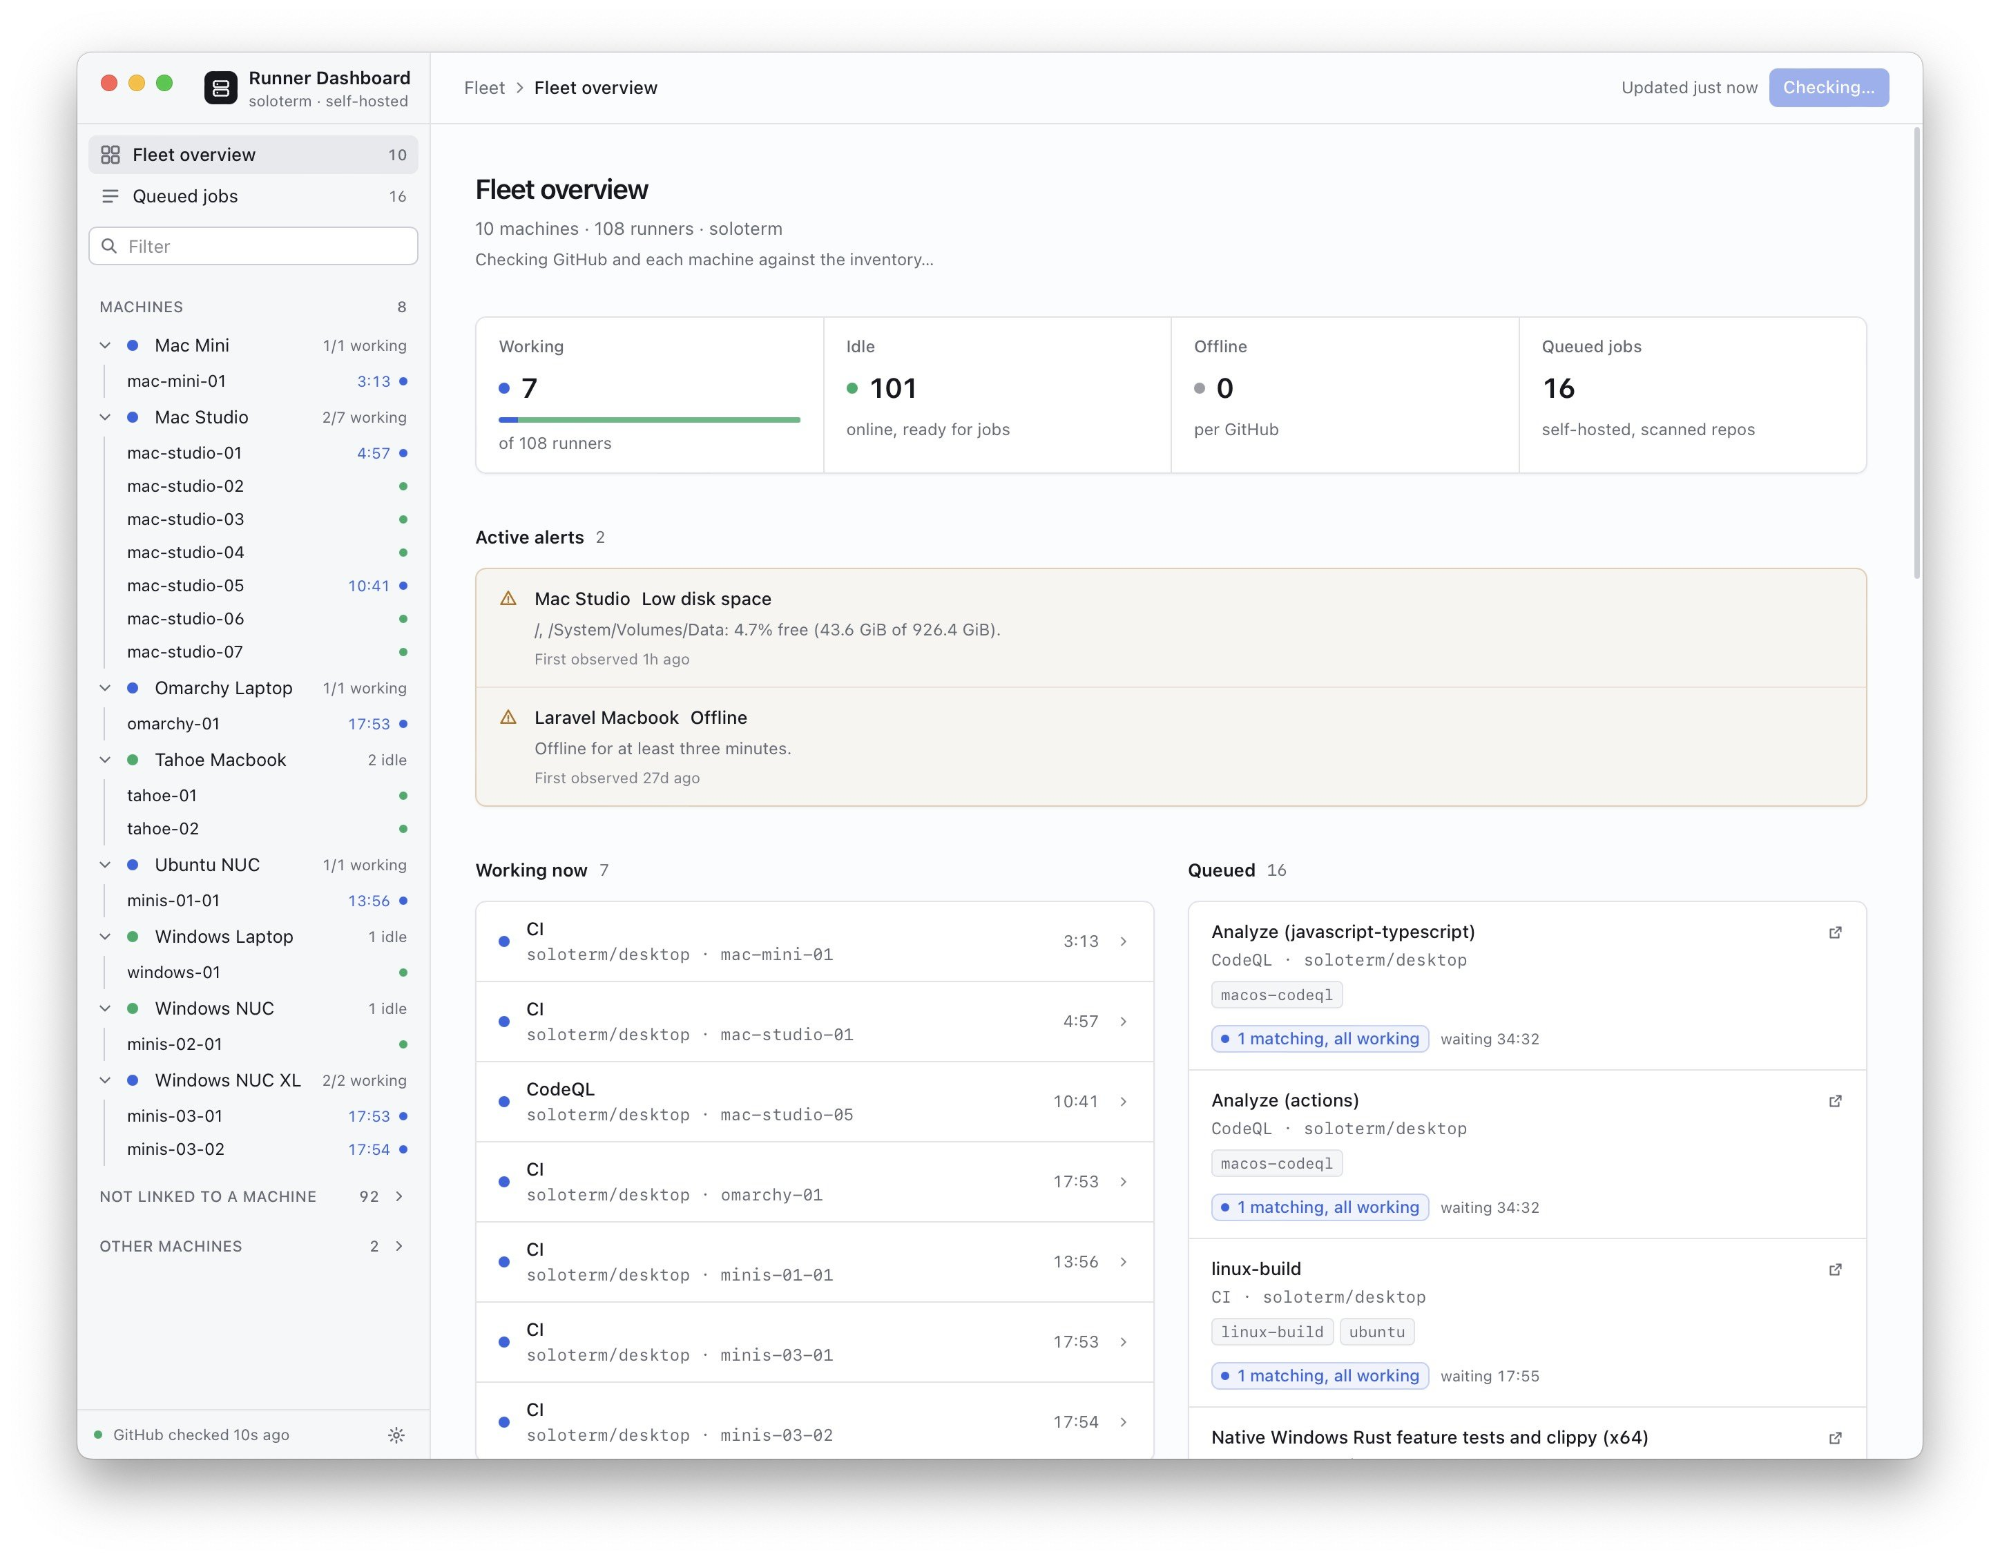 Runner Dashboard
soloterm · self-hosted
Fleet overview 10
Queued jobs 16
Filter
MACHINES 8
Mac Mini 1/1 working
mac-mini-01 3:13
Mac Studio 2/7 working
mac-studio-01 4:57
mac-studio-02
mac-studio-03
mac-studio-04
mac-studio-05 10:41
mac-studio-06
mac-studio-07
Omarchy Laptop 1/1 working
omarchy-01 17:53
Tahoe Macbook 2 idle
tahoe-01
tahoe-02
Ubuntu NUC 1/1 working
minis-01-01 13:56
Windows Laptop 1 idle
windows-01
Windows NUC 1 idle
minis-02-01
Windows NUC XL 2/2 working
minis-03-01 17:53
minis-03-02 17:54
NOT LINKED TO A MACHINE 92
OTHER MACHINES 2
GitHub checked 10s ago
Fleet > Fleet overview
Updated just now Checking...
Fleet overview
10 machines · 108 runners · soloterm
Checking GitHub and each machine against the inventory...
Working
7
of 108 runners
Idle
101
online, ready for jobs
Offline
0
per GitHub
Queued jobs
16
self-hosted, scanned repos
Active alerts 2
Mac Studio Low disk space
/, /System/Volumes/Data: 4.7% free (43.6 GiB of 926.4 GiB).
First observed 1h ago
Laravel Macbook Offline
Offline for at least three minutes.
First observed 27d ago
Working now 7
CI
soloterm/desktop · mac-mini-01 3:13
CI
soloterm/desktop · mac-studio-01 4:57
CodeQL
soloterm/desktop · mac-studio-05 10:41
CI
soloterm/desktop · omarchy-01 17:53
CI
soloterm/desktop · minis-01-01 13:56
CI
soloterm/desktop · minis-03-01 17:53
CI
soloterm/desktop · minis-03-02 17:54
Queued 16
Analyze (javascript-typescript)
CodeQL · soloterm/desktop
macos-codeql
1 matching, all working waiting 34:32
Analyze (actions)
CodeQL · soloterm/desktop
macos-codeql
1 matching, all working waiting 34:32
linux-build
CI · soloterm/desktop
linux-build ubuntu
1 matching, all working waiting 17:55
Native Windows Rust feature tests and clippy (x64)